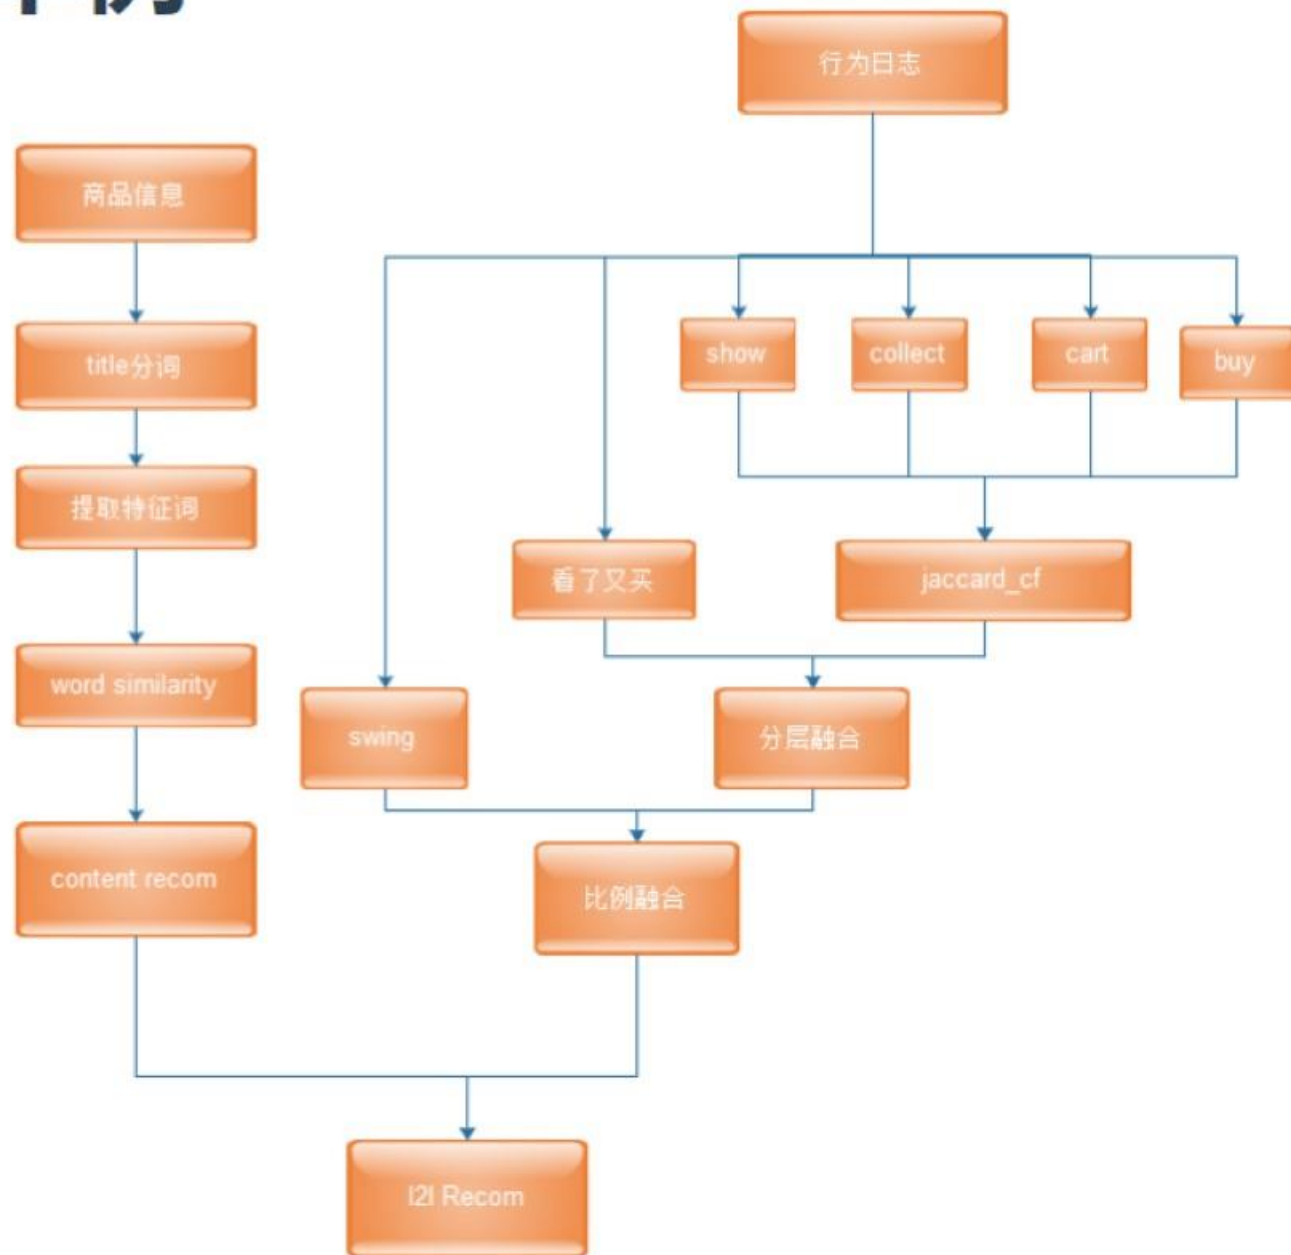 行为日志
商品信息
title分词
提取特征词
word similarity
content recom
show
collect
cart
buy
看了又买
jaccard_cf
swing
分层融合
比例融合
I2I Recom